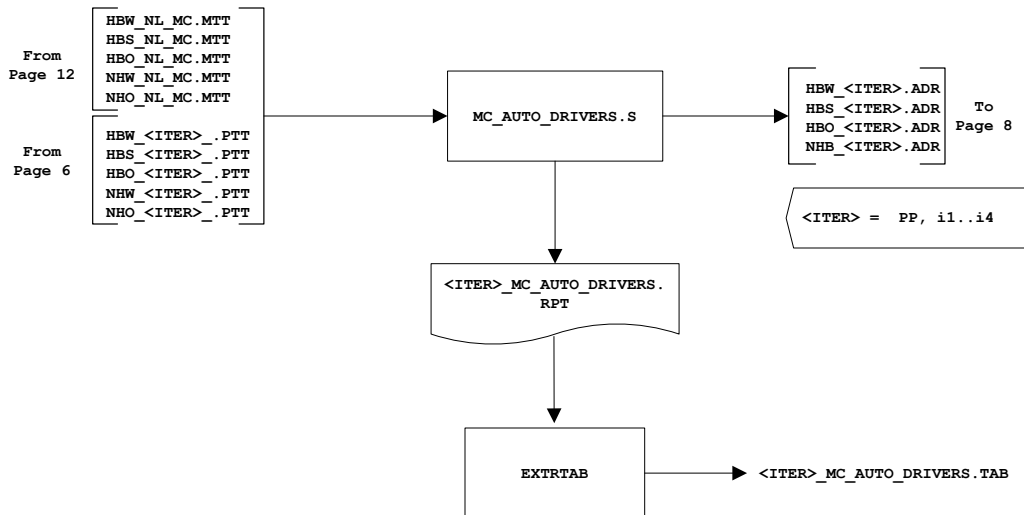 From
Page 12
HBW_NL_MC.MTT
HBS_NL_MC.MTT
HBO_NL_MC.MTT
NHW_NL_MC.MTT
NHO_NL_MC.MTT
From
Page 6
HBW_<ITER>_.PTT
HBS_<ITER>_.PTT
HBO_<ITER>_.PTT
NHW_<ITER>_.PTT
NHO_<ITER>_.PTT
MC_AUTO_DRIVERS.S
HBW_<ITER>.ADR
HBS_<ITER>.ADR
HBO_<ITER>.ADR
NHB_<ITER>.ADR
To
Page 8
<ITER> = PP, i1..i4
<ITER>_MC_AUTO_DRIVERS.
RPT
EXTRTAB
<ITER>_MC_AUTO_DRIVERS.TAB